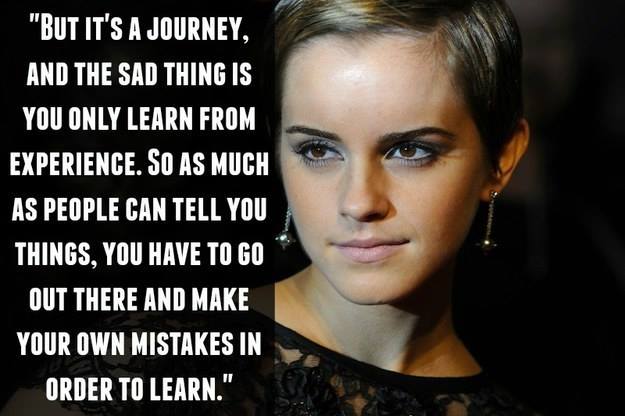 "BUT IT'S A JOURNEY,
AND THE SAD THING IS
YOU ONLY LEARN FROM
EXPERIENCE. SO AS MUCH
AS PEOPLE CAN TELL YOU
THINGS, YOU HAVE TO GO
OUT THERE AND MAKE
YOUR OWN MISTAKES IN
ORDER TO LEARN."